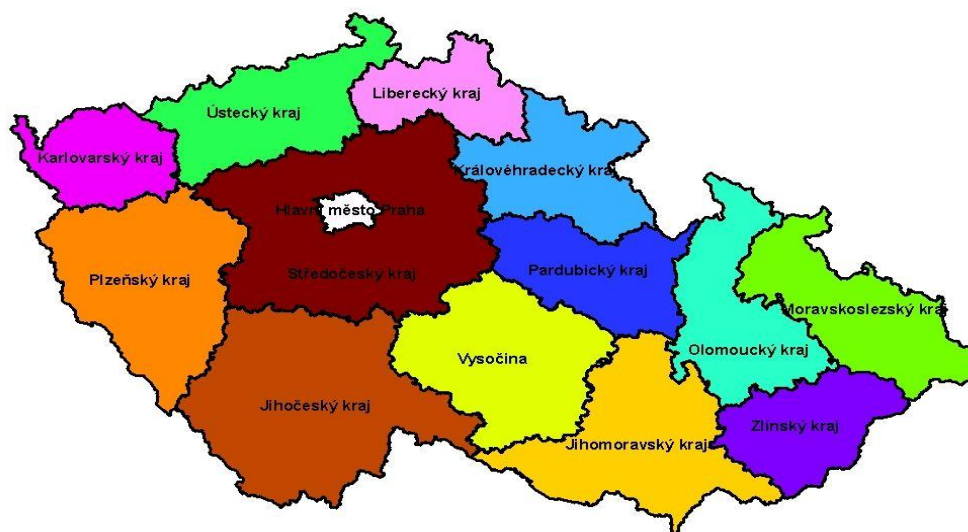 Liberecký kraj
Ústecký kraj
Karlovarský kraj
Královéhradecký kraj
Hlavní město Praha
Středočeský kraj
Pardubický kraj
Plzeňský kraj
Moravskoslezský kraj
Olomoucký kraj
Vysočina
Jihočeský kraj
Zlínský kraj
Jihomoravský kraj